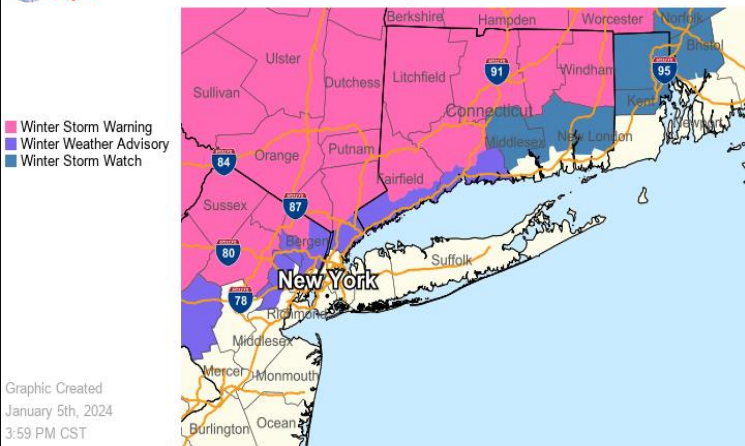 Winter Storm Warning
Winter Weather Advisory
Winter Storm Watch
Graphic Created
January 5th, 2024
3:59 PM CST
Berkshire
Hampden
Worcester
Norfolk
Bristol
Ulster
Dutchess
Litchfield
91
Windham
95
Sullivan
Kent
Connecticut
Newport
Middlesex
New London
84
Orange
Putnam
Fairfield
Sussex
87
Bergen
80
Suffolk
New York
78
Richmond
Middlesex
Mercer
Monmouth
Ocean
Burlington